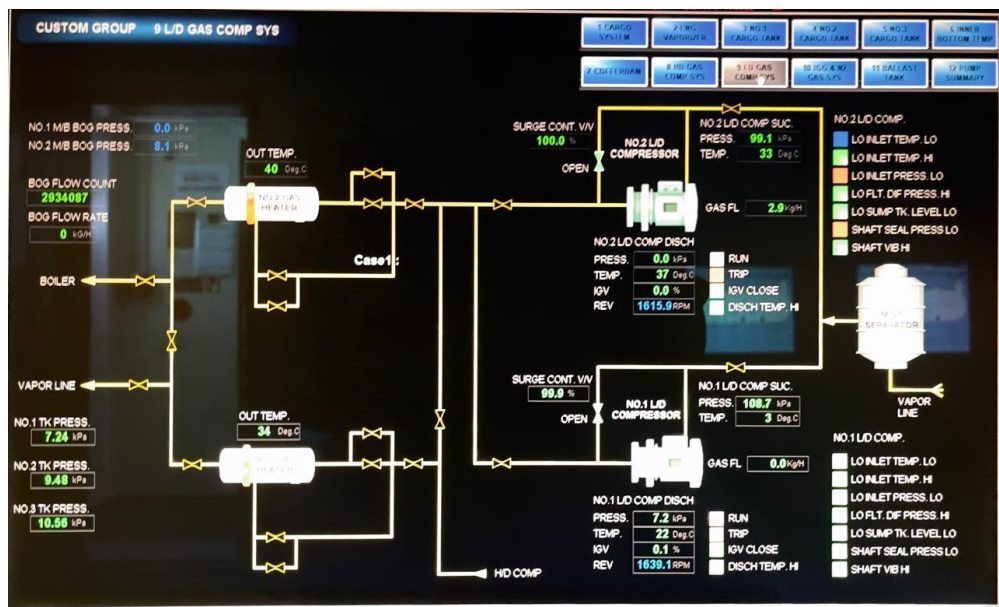 CUSTOM GROUP 9 L/D GAS COMP SYS
1 CARGO SYSTEM
2 LNG VAPORIZER
3 NO.1 CARGO TANK
4 NO.2 CARGO TANK
5 NO.3 CARGO TANK
6 INNER BOTTOM TEMP
7 COFFERDAM
8 H/D GAS COMP SYS
9 L/D GAS COMP SYS
10 IGG & N2 GAS SYS
11 BALLAST TANK
12 PUMP SUMMARY
NO.1 M/B BOG PRESS. 0.0 kPa
NO.2 M/B BOG PRESS. 8.1 kPa
BOG FLOW COUNT
2934087
BOG FLOW RATE
0 kG/H
OUT TEMP.
40 Deg.C
NO.2 GAS
HEATER
Case1:
BOILER
VAPOR LINE
NO.1 TK PRESS.
7.24 kPa
NO.2 TK PRESS.
9.48 kPa
NO.3 TK PRESS.
10.56 kPa
OUT TEMP.
34 Deg.C
HEATER
H/D COMP
SURGE CONT. V/V
100.0 %
OPEN
NO.2 L/D
COMPRESSOR
NO.2 L/D COMP SUC.
PRESS. 99.1 kPa
TEMP. 33 Deg.C
GAS FL 2.9 Kg/H
NO.2 L/D COMP DISCH
PRESS. 0.0 kPa
TEMP. 37 Deg.C
IGV 0.0 %
REV 1615.9 RPM
RUN
TRIP
IGV CLOSE
DISCH TEMP. HI
NO.2 L/D COMP.
LO INLET TEMP. LO
LO INLET TEMP. HI
LO INLET PRESS. LO
LO FLT. DIF PRESS. HI
LO SUMP TK. LEVEL LO
SHAFT SEAL PRESS LO
SHAFT VIB HI
MIST
SEPARATOR
VAPOR
LINE
SURGE CONT. V/V
99.9 %
OPEN
NO.1 L/D
COMPRESSOR
NO.1 L/D COMP SUC.
PRESS. 108.7 kPa
TEMP. 3 Deg.C
GAS FL 0.0 Kg/H
NO.1 L/D COMP DISCH
PRESS. 7.2 kPa
TEMP. 22 Deg.C
IGV 0.1 %
REV 1639.1 RPM
RUN
TRIP
IGV CLOSE
DISCH TEMP. HI
NO.1 L/D COMP.
LO INLET TEMP. LO
LO INLET TEMP. HI
LO INLET PRESS. LO
LO FLT. DIF PRESS. HI
LO SUMP TK. LEVEL LO
SHAFT SEAL PRESS LO
SHAFT VIB HI